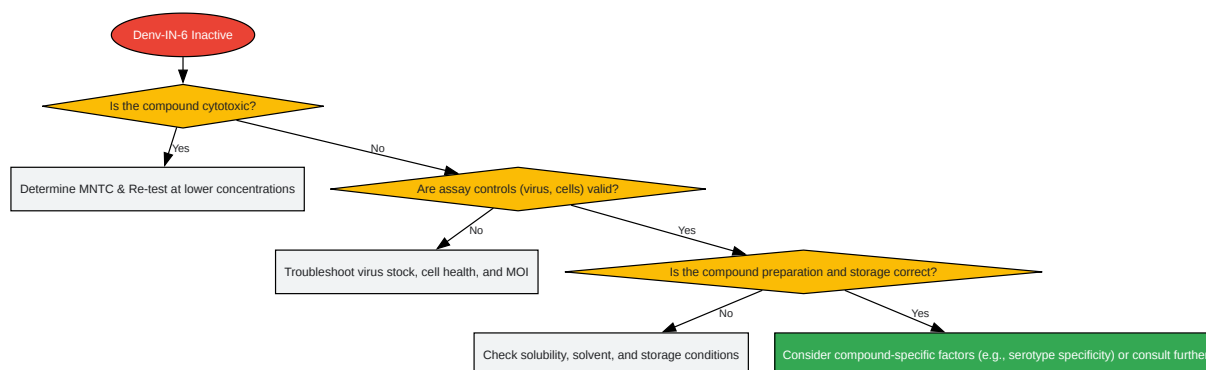 Denv-IN-6 Inactive
Is the compound cytotoxic?
Yes
No
Determine MNTC & Re-test at lower concentrations
Are assay controls (virus, cells) valid?
No
Yes
Troubleshoot virus stock, cell health, and MOI
Is the compound preparation and storage correct?
No
Yes
Check solubility, solvent, and storage conditions
Consider compound-specific factors (e.g., serotype specificity) or consult further